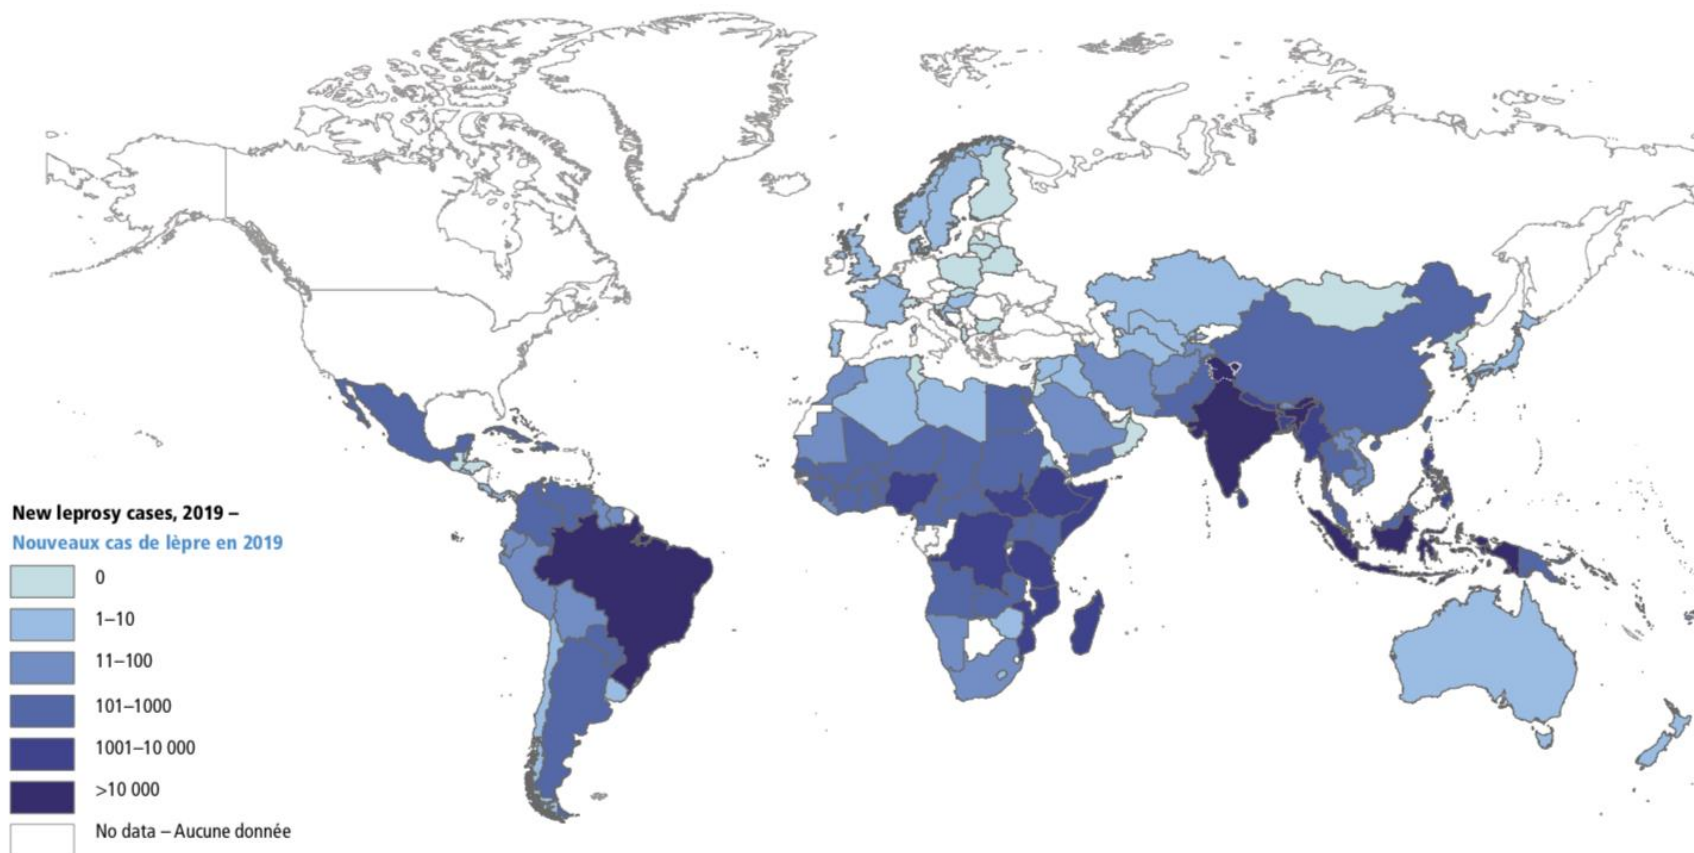 New leprosy cases, 2019 –
Nouveaux cas de lèpre en 2019
0
1–10
11–100
101–1000
1001–10 000
>10 000
No data – Aucune donnée